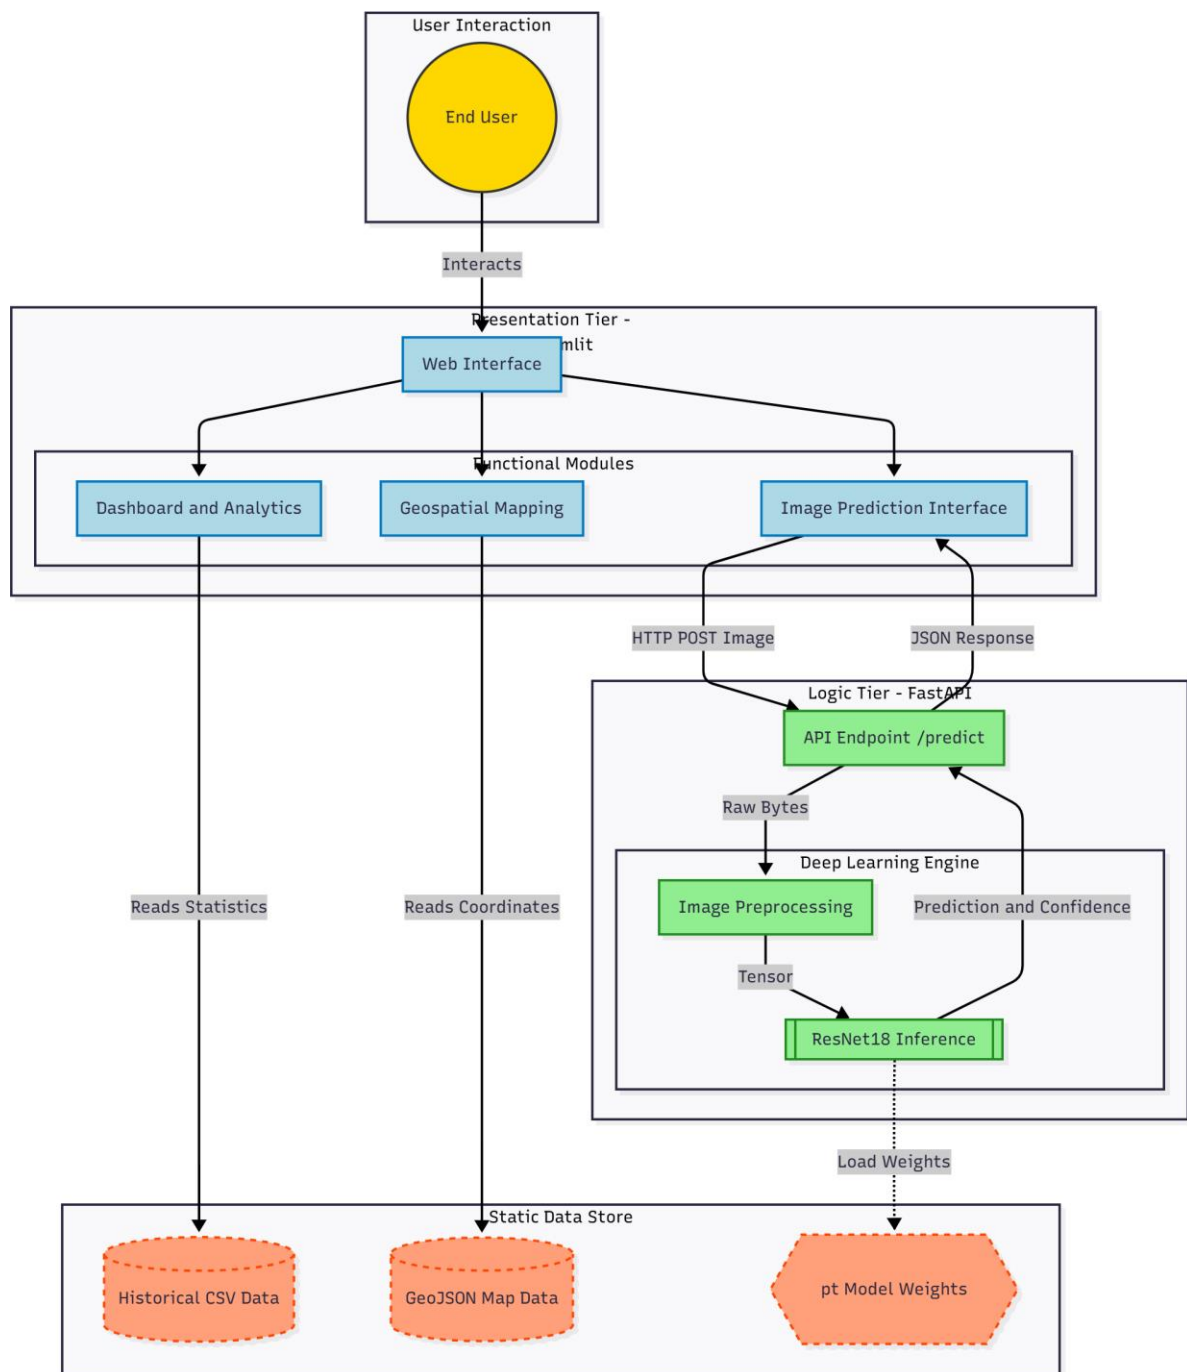 User Interaction
End User
Interacts
Presentation Tier -
mlit
Web Interface
Functional Modules
Dashboard and Analytics
Geospatial Mapping
Image Prediction Interface
HTTP POST Image
JSON Response
Logic Tier - FastAPI
API Endpoint /predict
Raw Bytes
Deep Learning Engine
Image Preprocessing
Reads Statistics
Reads Coordinates
Prediction and Confidence
Tensor
ResNet18 Inference
Load Weights
Static Data Store
Historical CSV Data
GeoJSON Map Data
pt Model Weights